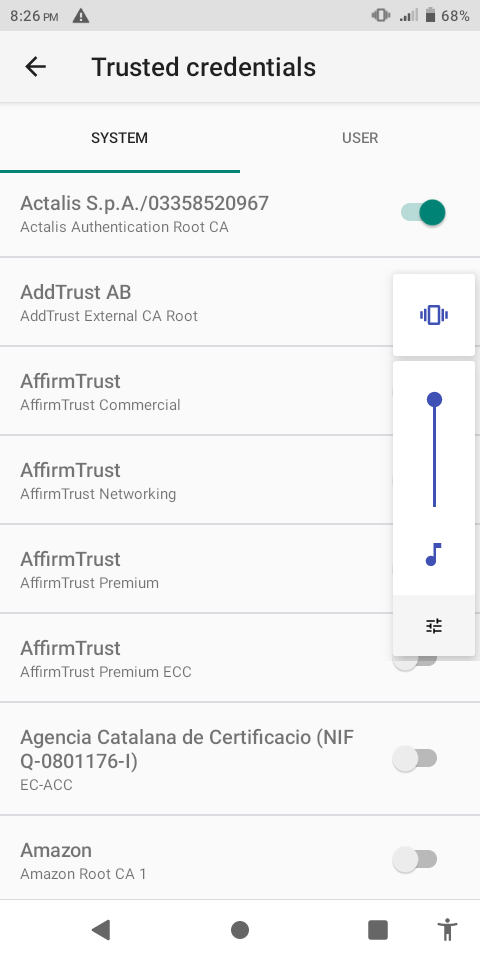 8:26 PM
68%
Trusted credentials
SYSTEM
USER
Actalis S.p.A./03358520967
Actalis Authentication Root CA
AddTrust AB
AddTrust External CA Root
AffirmTrust
AffirmTrust Commercial
AffirmTrust
AffirmTrust Networking
AffirmTrust
AffirmTrust Premium
AffirmTrust
AffirmTrust Premium ECC
Agencia Catalana de Certificacio (NIF
Q-0801176-I)
EC-ACC
Amazon
Amazon Root CA 1